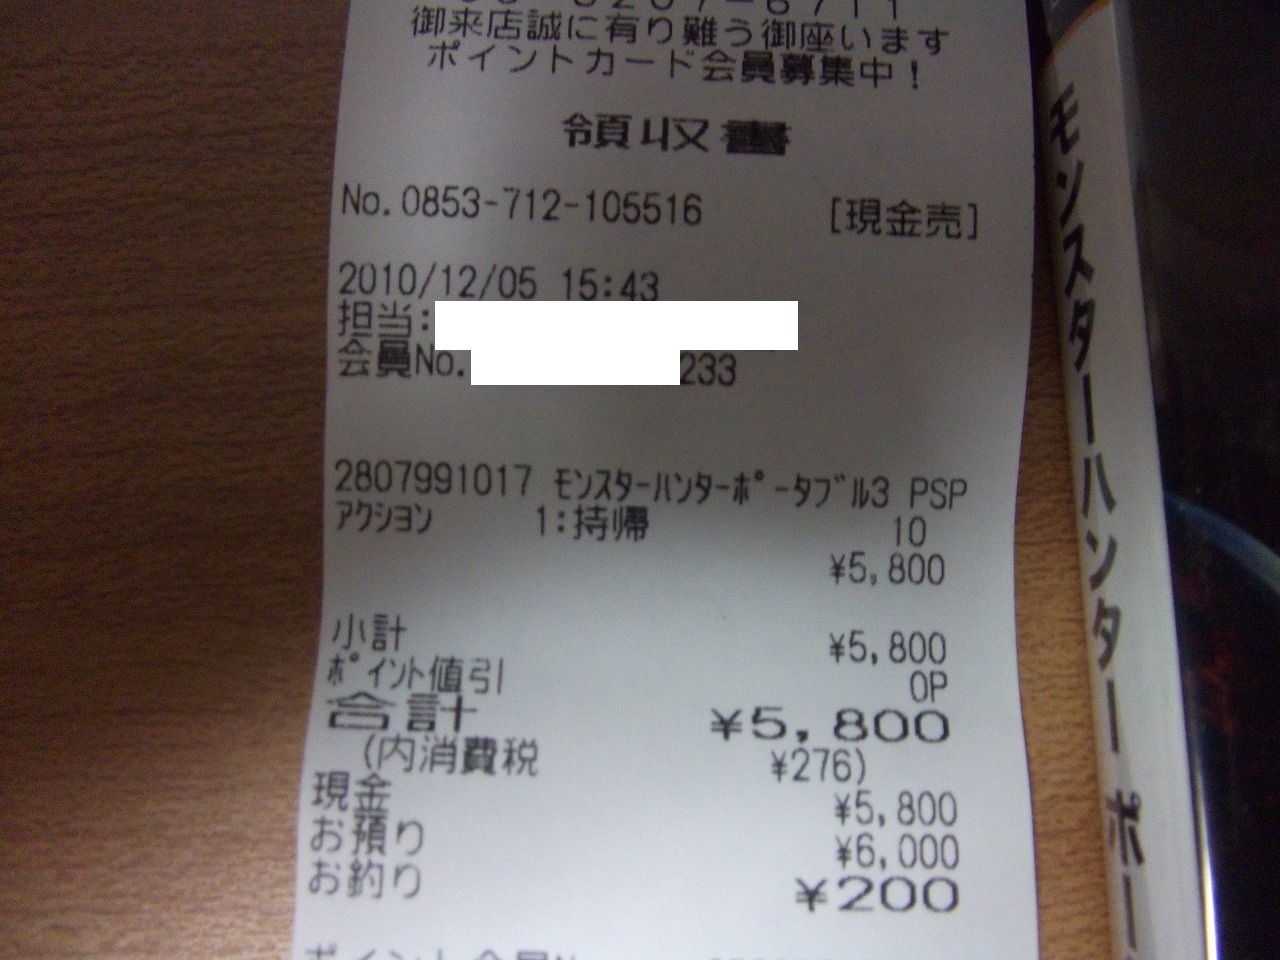 御来店誠に有り難う御座います
ポイントカード会員募集中!
領収書
No.0853-712-105516 [現金売]
2010/12/05 15:43
担当:
会員No. 233
2807991017 ﾓﾝｽﾀｰﾊﾝﾀｰﾎﾟｰﾀﾌﾞﾙ3 PSP
ｱｸｼｮﾝ 1:持帰 10
¥5,800
小計 ¥5,800
ﾎﾟｲﾝﾄ値引 0P
合計 ¥5,800
(内消費税 ¥276)
現金 ¥5,800
お預り ¥6,000
お釣り ¥200
モンスターハンター ポー